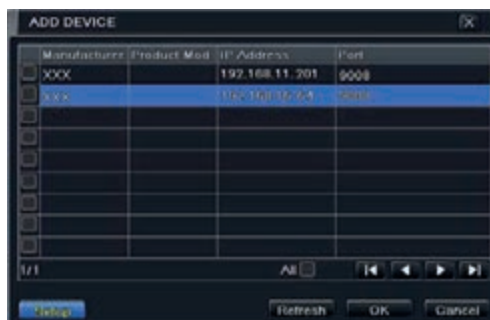 ADD DEVICE
Manufacturer Product Mod IP Address Port
XXX 192.168.11.201 9008
XXX
1/1 All
Setup Refresh OK Cancel